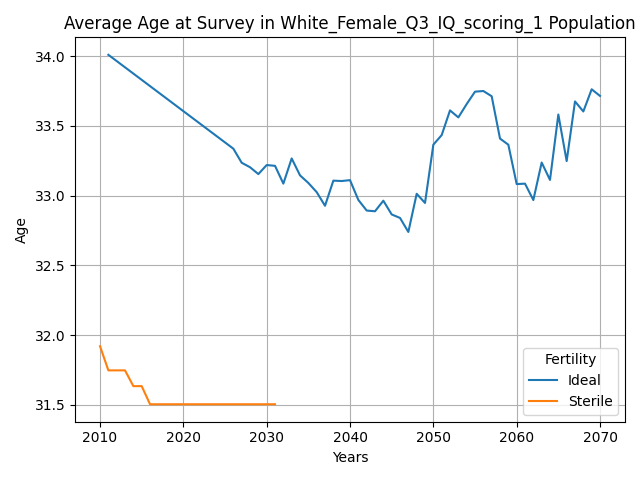 Average Age at Survey in White_Female_Q3_IQ_scoring_1 Population
Age
34.0
33.5
33.0
32.5
32.0
31.5
2010 2020 2030 2040 2050 2060 2070
Years
Fertility
Ideal
Sterile